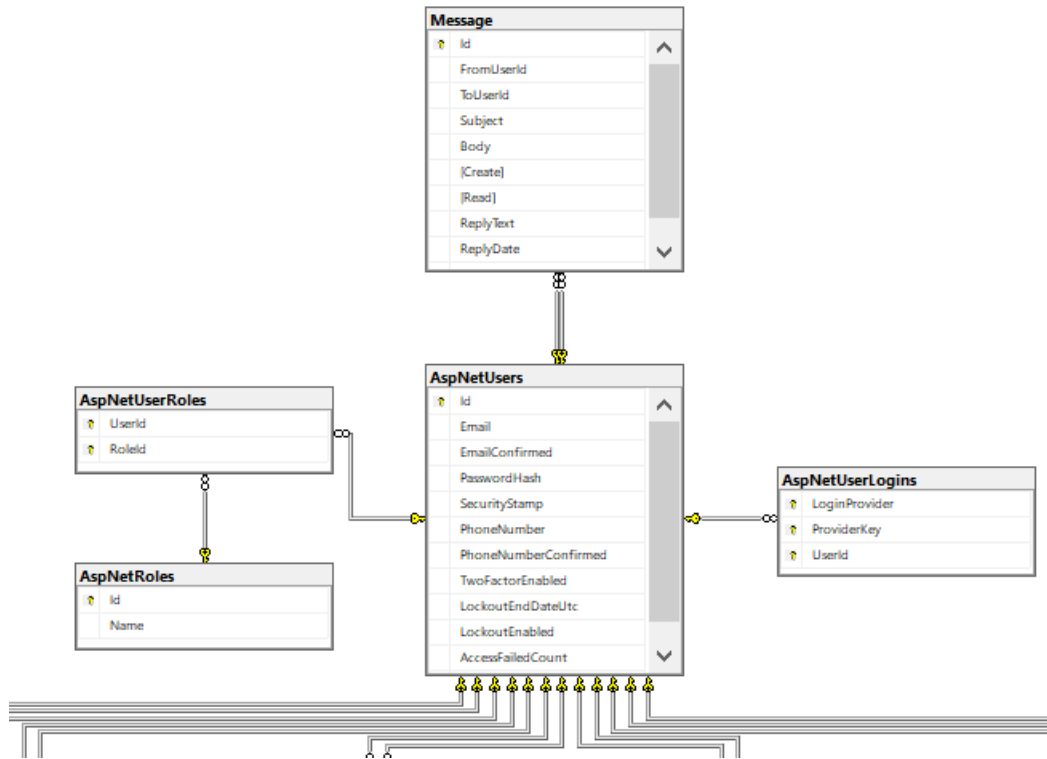 Message
Id
FromUserId
ToUserId
Subject
Body
[Create]
[Read]
ReplyText
ReplyDate
AspNetUsers
Id
Email
EmailConfirmed
PasswordHash
SecurityStamp
PhoneNumber
PhoneNumberConfirmed
TwoFactorEnabled
LockoutEndDateUtc
LockoutEnabled
AccessFailedCount
AspNetUserRoles
UserId
RoleId
AspNetRoles
Id
Name
AspNetUserLogins
LoginProvider
ProviderKey
UserId